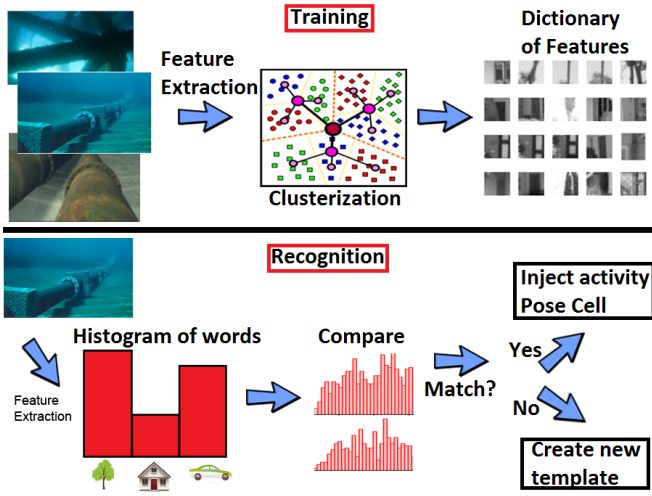 Training
Feature
Extraction
Clusterization
Dictionary
of Features
Recognition
Feature
Extraction
Histogram of words
Compare
Match?
Yes
No
Inject activity
Pose Cell
Create new
template